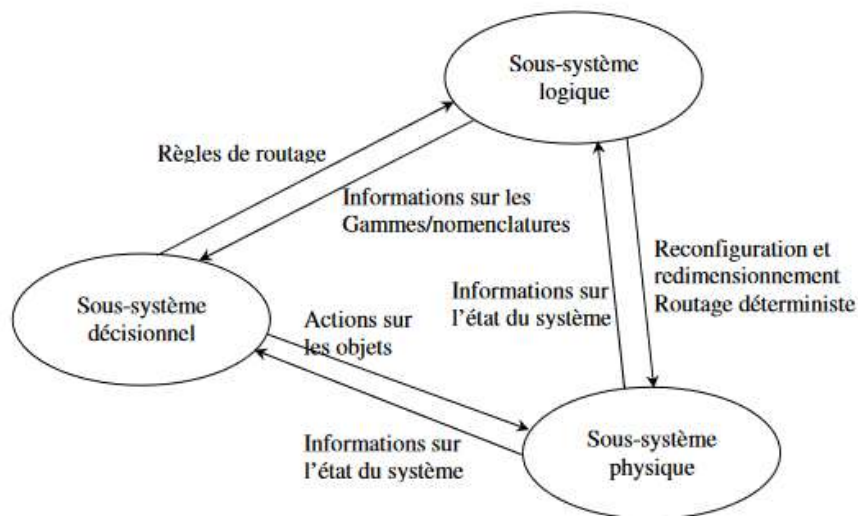 Sous-système
logique
Règles de routage
Informations sur les
Gammes/nomenclatures
Reconfiguration et
redimensionnement
Routage déterministe
Informations sur
l'état du système
Sous-système
décisionnel
Actions sur
les objets
Informations sur
l'état du système
Sous-système
physique